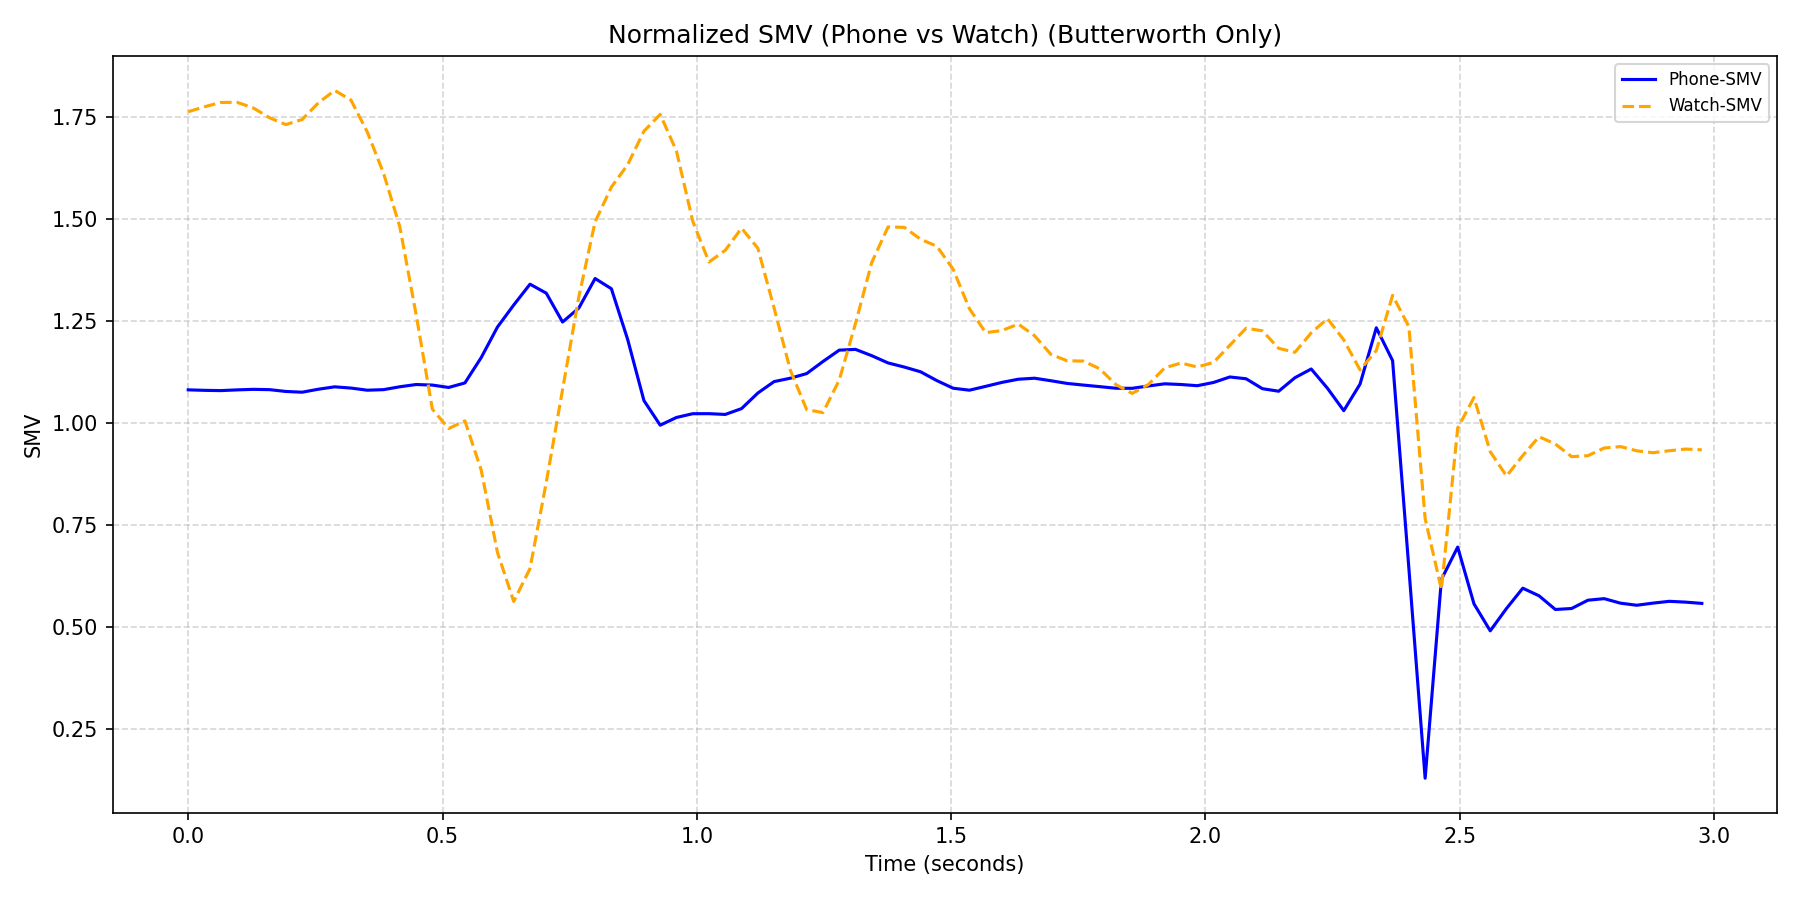 Normalized SMV (Phone vs Watch) (Butterworth Only)
Phone-SMV
Watch-SMV
1.75
1.50
1.25
1.00
0.75
0.50
0.25
SMV
0.0 0.5 1.0 1.5 2.0 2.5 3.0
Time (seconds)